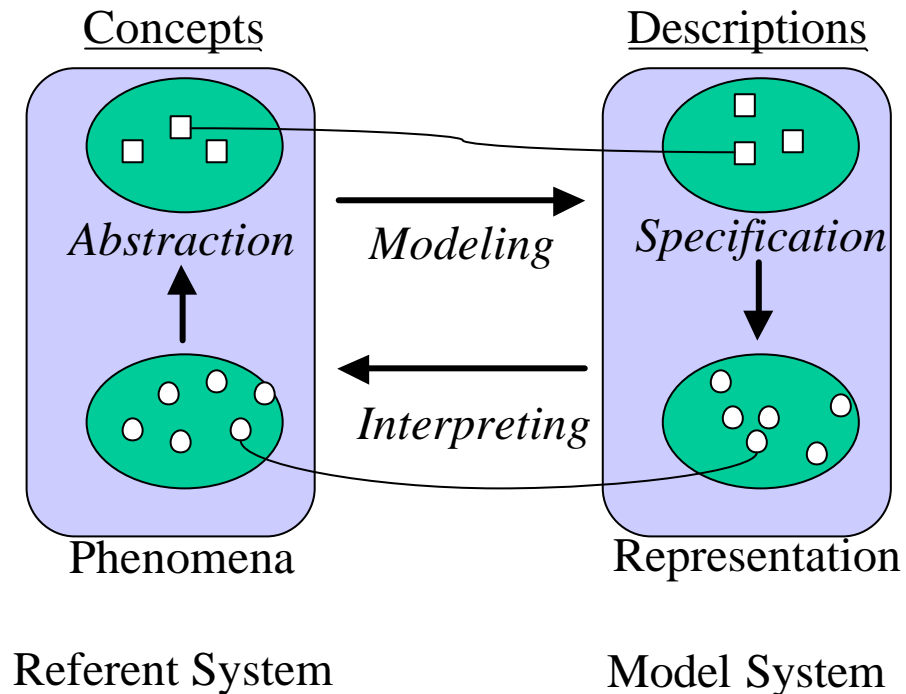 Concepts
Descriptions
Abstraction
Modeling
Specification
Interpreting
Phenomena
Representation
Referent System
Model System